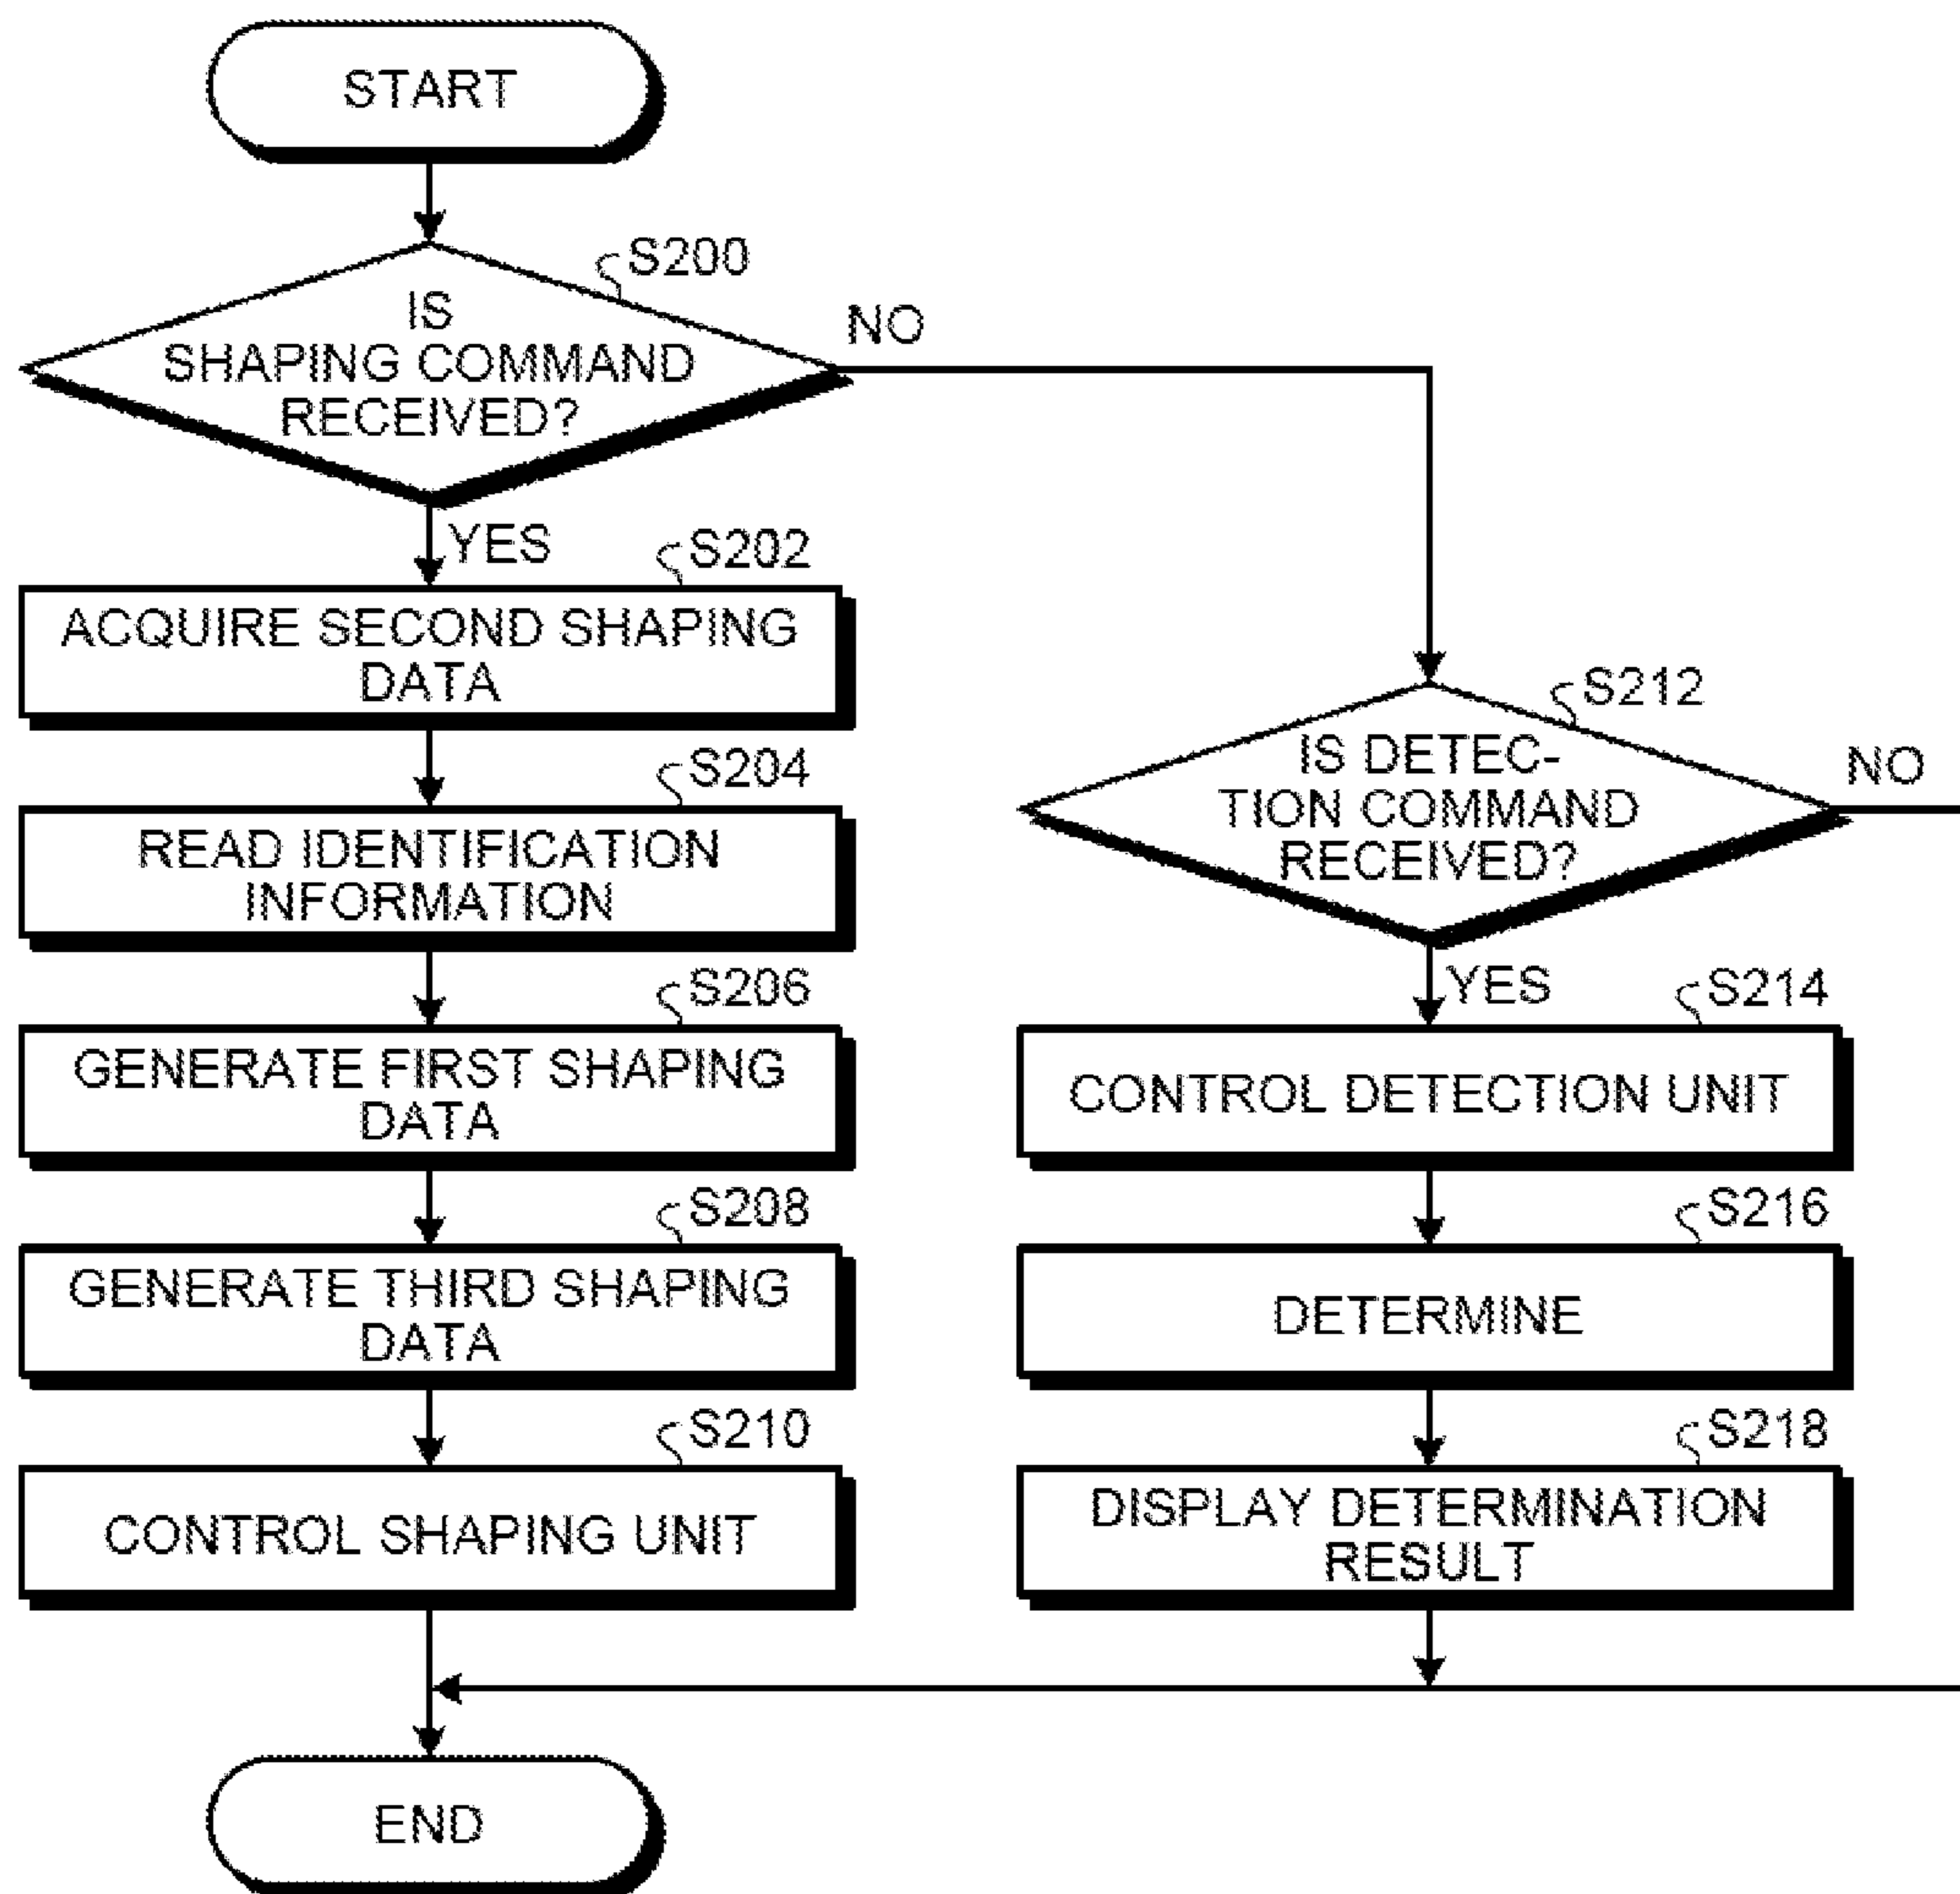 START
S200
IS
SHAPING COMMAND
RECEIVED?
NO
YES
S202
ACQUIRE SECOND SHAPING
DATA
S204
READ IDENTIFICATION
INFORMATION
S206
GENERATE FIRST SHAPING
DATA
S208
GENERATE THIRD SHAPING
DATA
S210
CONTROL SHAPING UNIT
S212
IS DETEC-
TION COMMAND
RECEIVED?
NO
YES
S214
CONTROL DETECTION UNIT
S216
DETERMINE
S218
DISPLAY DETERMINATION
RESULT
END